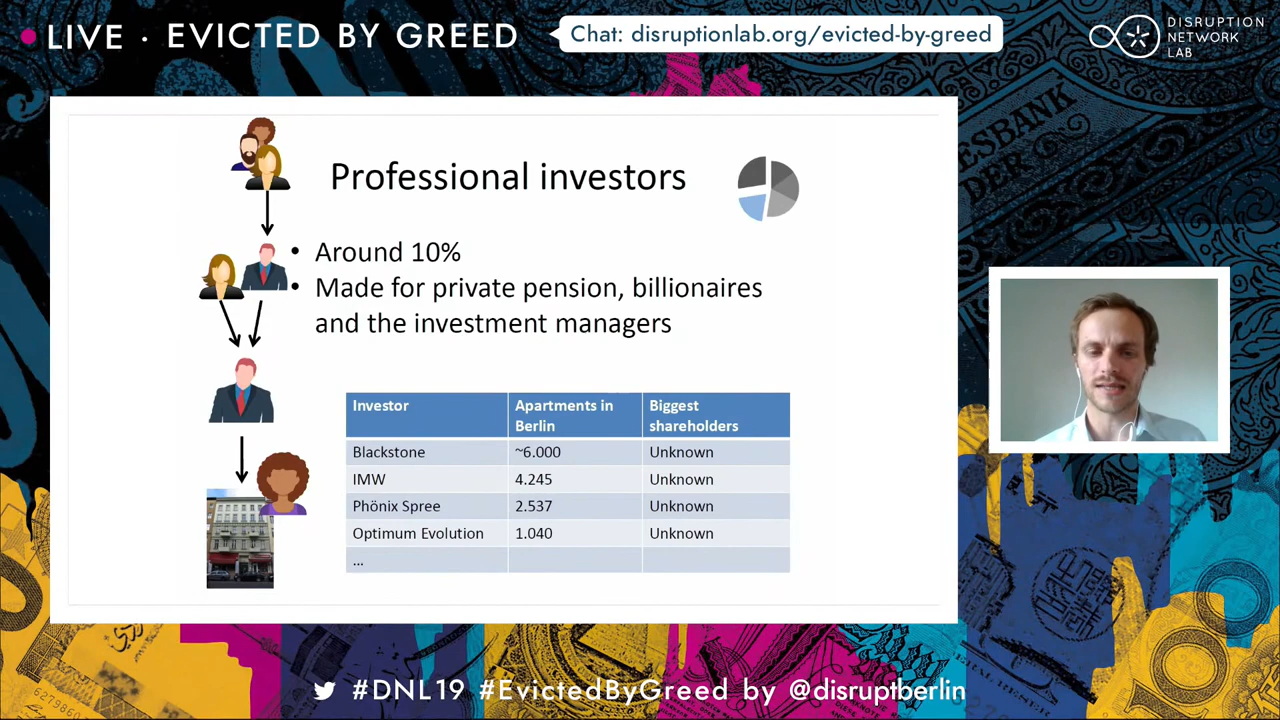 LIVE · EVICTED BY GREED
Chat: disruptionlab.org/evicted-by-greed
DISRUPTION
NETWORK
LAB
Professional investors
• Around 10%
• Made for private pension, billionaires
and the investment managers
Investor Apartments in Berlin Biggest shareholders
Blackstone ~6.000 Unknown
IMW 4.245 Unknown
Phönix Spree 2.537 Unknown
Optimum Evolution 1.040 Unknown
...
ESBANK
DER
#DNL19 #EvictedByGreed by @disruptberlin